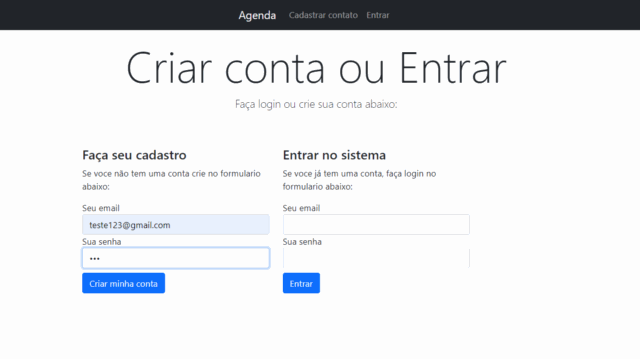 Agenda Cadastrar contato Entrar
Criar conta ou Entrar
Faça login ou crie sua conta abaixo:
Faça seu cadastro
Se voce não tem uma conta crie no formulario
abaixo:
Seu email
teste123@gmail.com
Sua senha
•••
Criar minha conta
Entrar no sistema
Se voce já tem uma conta, faça login no
formulario abaixo:
Seu email
Sua senha
Entrar